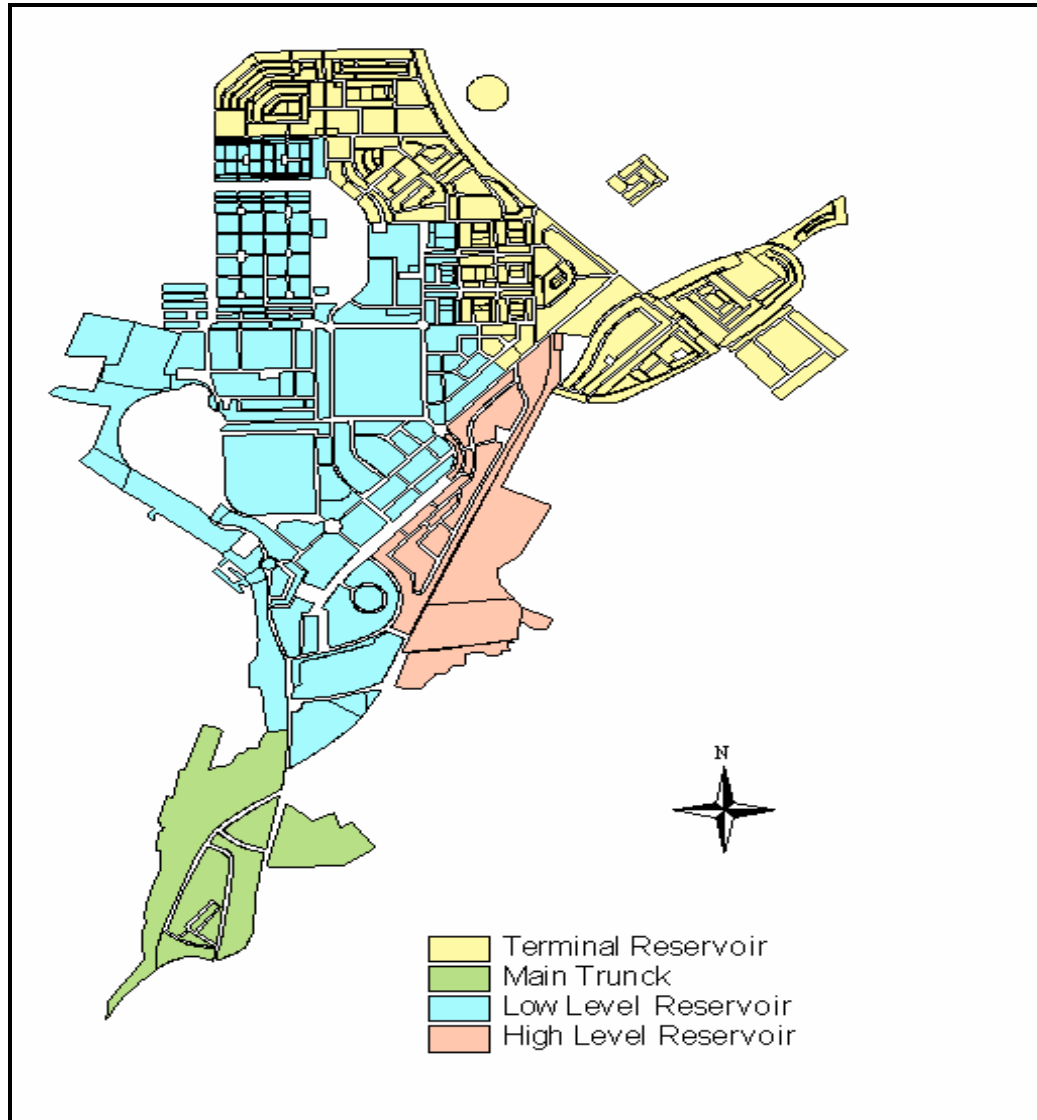 N
Terminal Reservoir
Main Trunck
Low Level Reservoir
High Level Reservoir